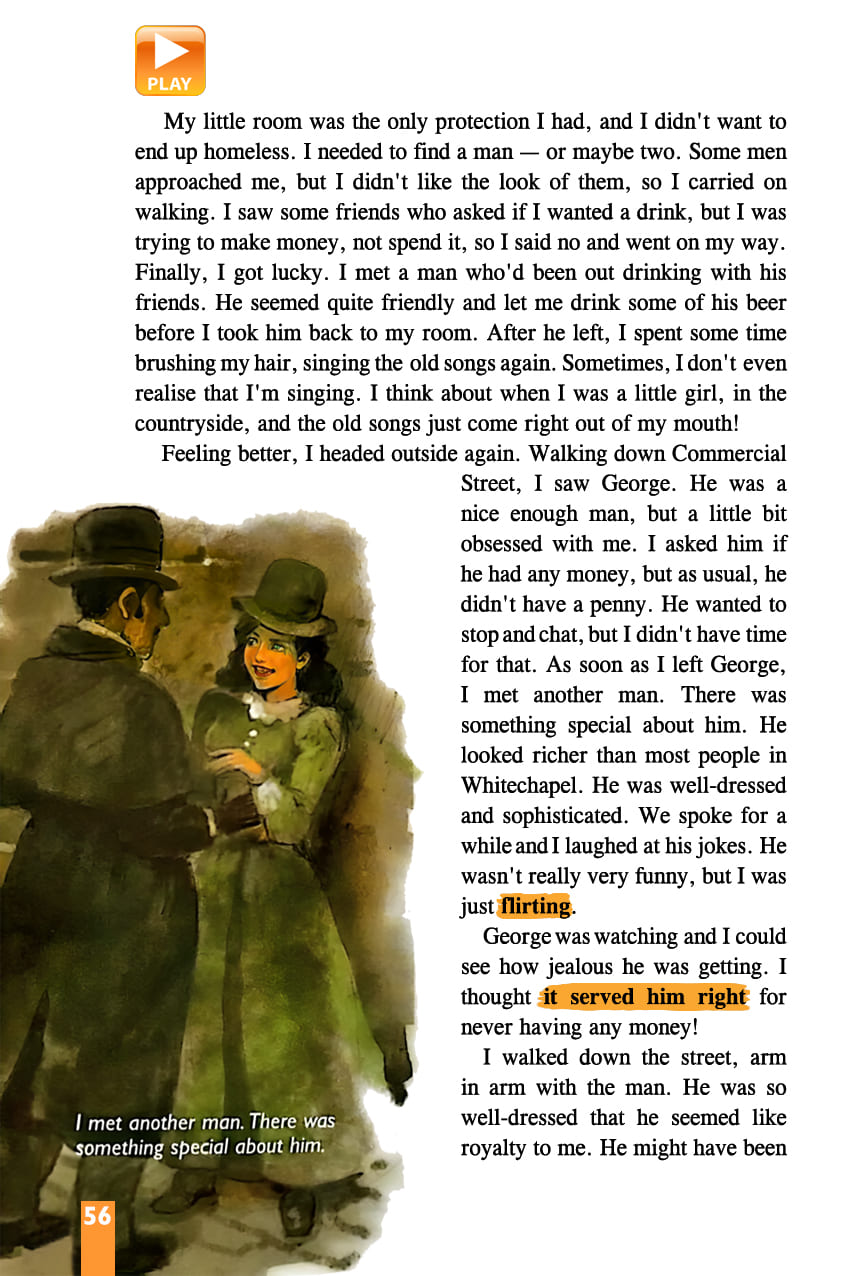 PLAY
My little room was the only protection I had, and I didn't want to
end up homeless. I needed to find a man — or maybe two. Some men
approached me, but I didn't like the look of them, so I carried on
walking. I saw some friends who asked if I wanted a drink, but I was
trying to make money, not spend it, so I said no and went on my way.
Finally, I got lucky. I met a man who'd been out drinking with his
friends. He seemed quite friendly and let me drink some of his beer
before I took him back to my room. After he left, I spent some time
brushing my hair, singing the old songs again. Sometimes, I don't even
realise that I'm singing. I think about when I was a little girl, in the
countryside, and the old songs just come right out of my mouth!
Feeling better, I headed outside again. Walking down Commercial
Street, I saw George. He was a
nice enough man, but a little bit
obsessed with me. I asked him if
he had any money, but as usual, he
didn't have a penny. He wanted to
stop and chat, but I didn't have time
for that. As soon as I left George,
I met another man. There was
something special about him. He
looked richer than most people in
Whitechapel. He was well-dressed
and sophisticated. We spoke for a
while and I laughed at his jokes. He
wasn't really very funny, but I was
just flirting.
George was watching and I could
see how jealous he was getting. I
thought it served him right for
never having any money!
I walked down the street, arm
in arm with the man. He was so
well-dressed that he seemed like
royalty to me. He might have been
I met another man. There was
something special about him.
56